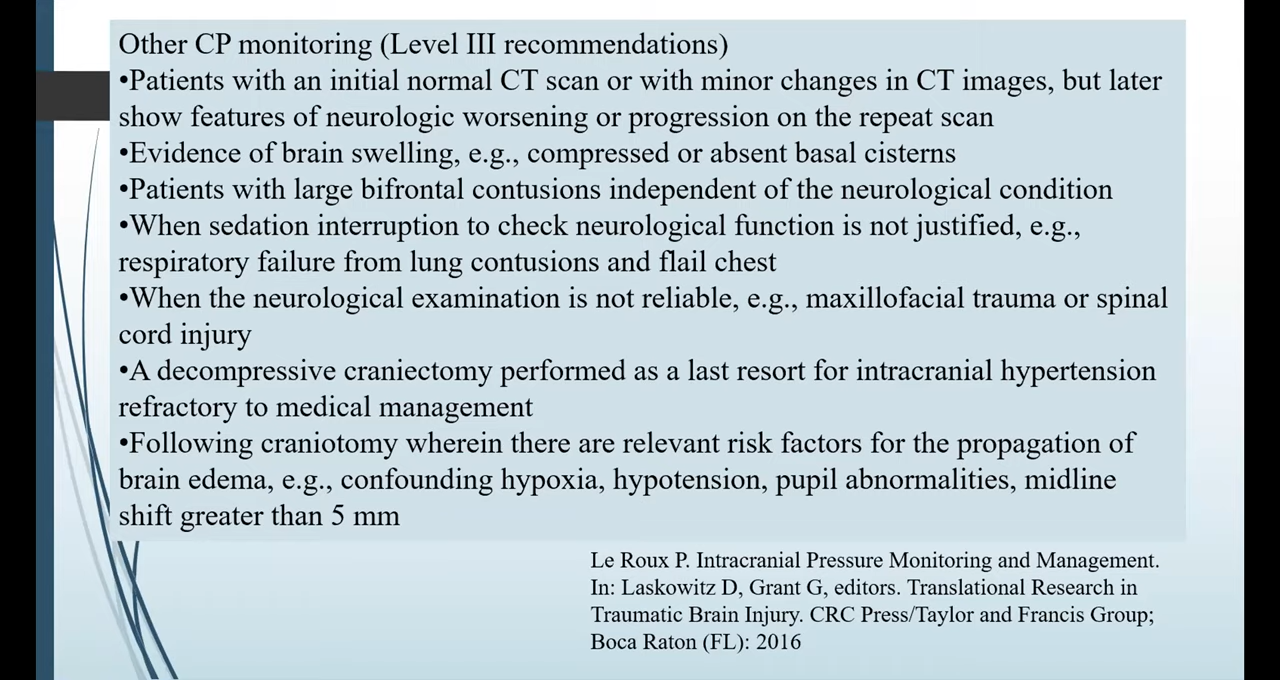 Other CP monitoring (Level III recommendations)
•Patients with an initial normal CT scan or with minor changes in CT images, but later
show features of neurologic worsening or progression on the repeat scan
•Evidence of brain swelling, e.g., compressed or absent basal cisterns
•Patients with large bifrontal contusions independent of the neurological condition
•When sedation interruption to check neurological function is not justified, e.g.,
respiratory failure from lung contusions and flail chest
•When the neurological examination is not reliable, e.g., maxillofacial trauma or spinal
cord injury
•A decompressive craniectomy performed as a last resort for intracranial hypertension
refractory to medical management
•Following craniotomy wherein there are relevant risk factors for the propagation of
brain edema, e.g., confounding hypoxia, hypotension, pupil abnormalities, midline
shift greater than 5 mm
Le Roux P. Intracranial Pressure Monitoring and Management.
In: Laskowitz D, Grant G, editors. Translational Research in
Traumatic Brain Injury. CRC Press/Taylor and Francis Group;
Boca Raton (FL): 2016